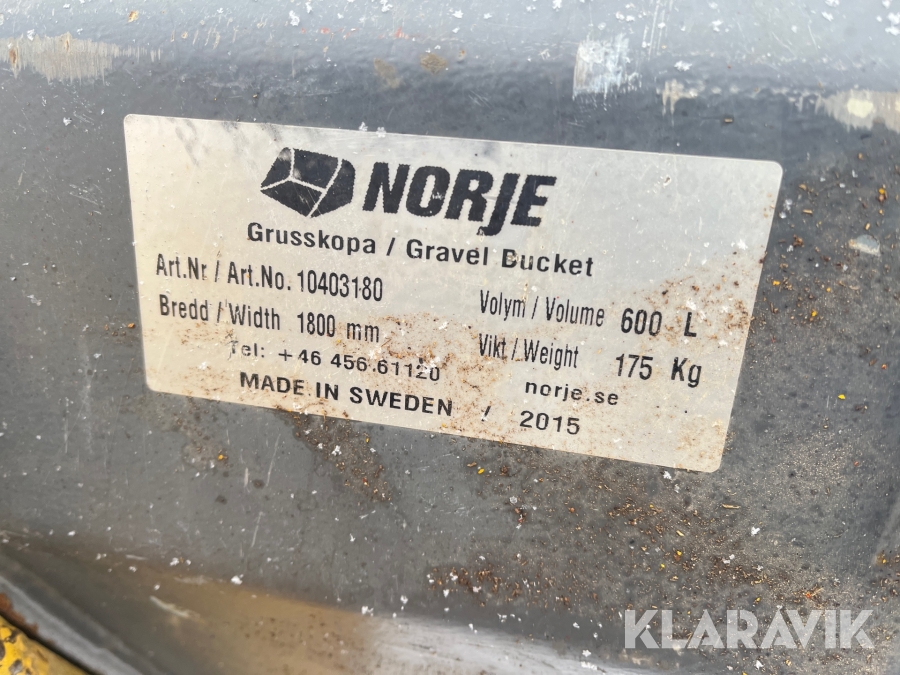 NORJE
Grusskopa / Gravel Bucket
Art.Nr / Art.No. 10403180
Volym / Volume 600 L
Bredd / Width 1800 mm
Vikt / Weight 175 Kg
Tel: +46 456.61120
norje.se
MADE IN SWEDEN / 2015
KLARAVIK